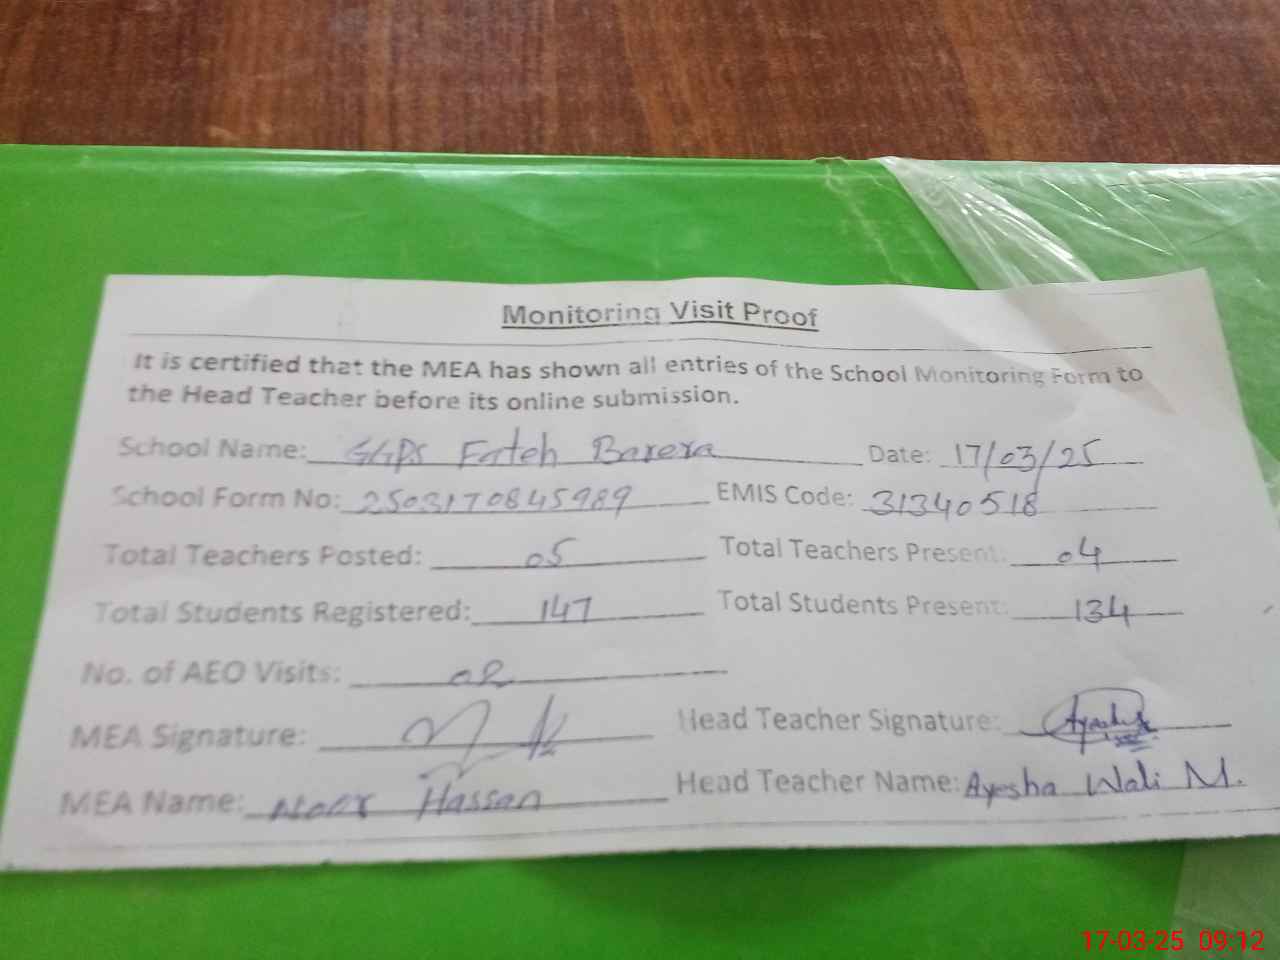 Monitoring Visit Proof
It is certified that the MEA has shown all entries of the School Monitoring Form to
the Head Teacher before its online submission.
School Name: GGPS Fateh Barera Date: 17/03/25
School Form No: 2503170845989 EMIS Code: 31340518
Total Teachers Posted: 05 Total Teachers Present: 04
Total Students Registered: 147 Total Students Present: 134
No. of AEO Visits: 02
MEA Signature: Head Teacher Signature: Ayesha
MEA Name: Noor Hassan Head Teacher Name: Ayesha Wali M.
17-03-25 09:12